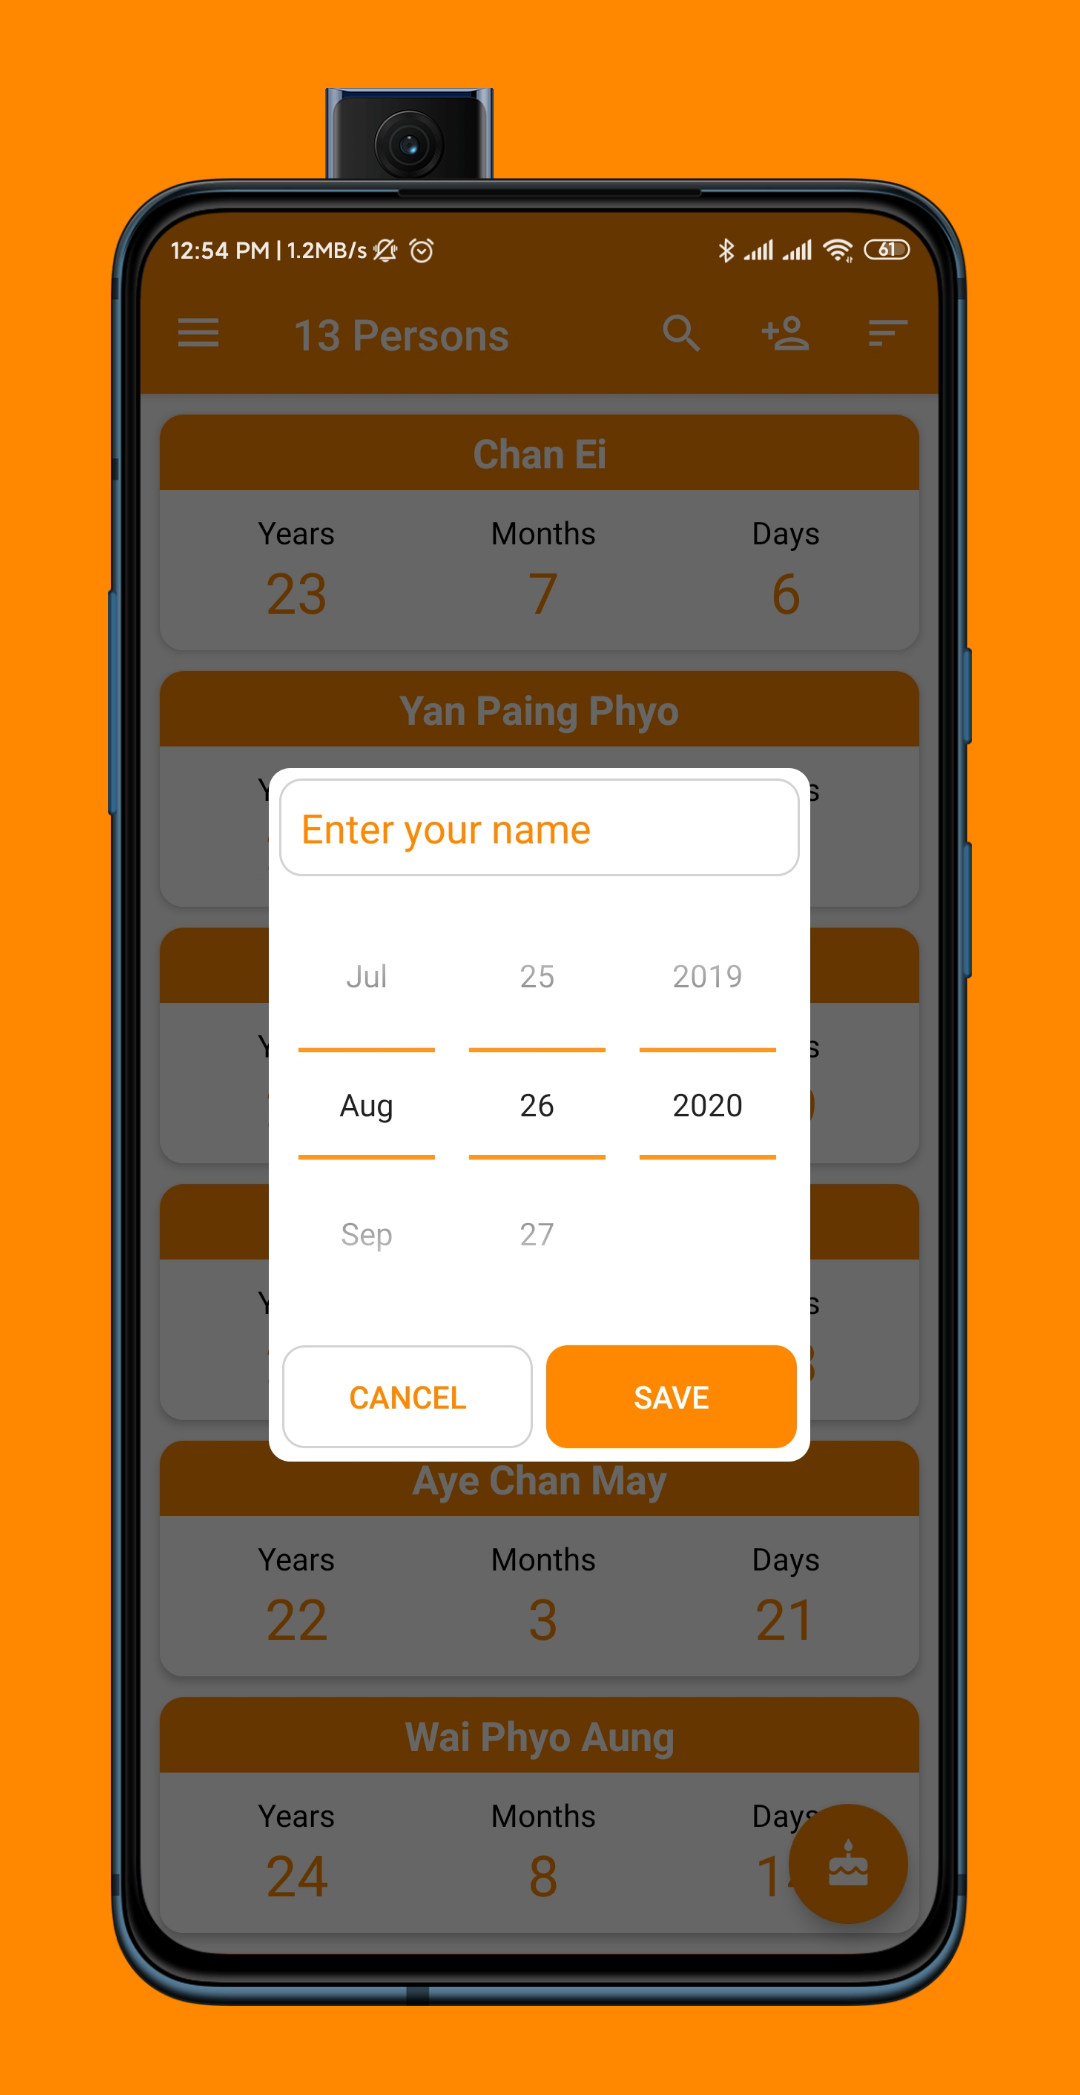 12:54 PM | 1.2MB/s 61
13 Persons
Chan Ei
Years Months Days
23 7 6
Yan Paing Phyo
Enter your name
Jul 25 2019
Aug 26 2020
Sep 27
CANCEL SAVE
Aye Chan May
Years Months Days
22 3 21
Wai Phyo Aung
Years Months Days
24 8